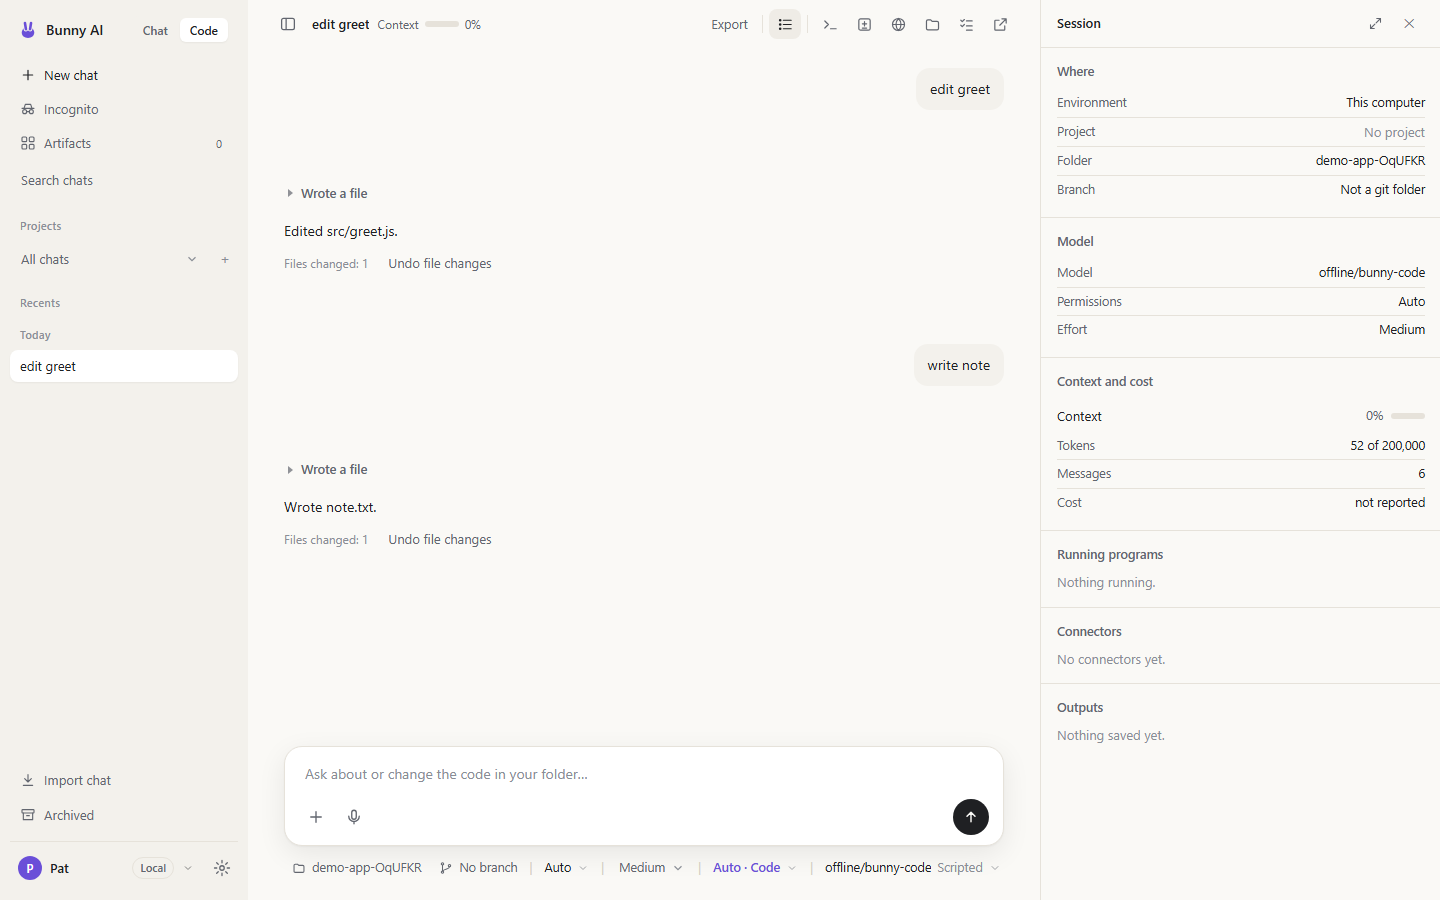 Bunny AI
Chat
Code
New chat
Incognito
Artifacts 0
Search chats
Projects
All chats +
Recents
Today
edit greet
Import chat
Archived
P Pat Local
edit greet Context 0%
Export
edit greet
Wrote a file
Edited src/greet.js.
Files changed: 1 Undo file changes
write note
Wrote a file
Wrote note.txt.
Files changed: 1 Undo file changes
Ask about or change the code in your folder...
demo-app-OqUFKR No branch | Auto | Medium | Auto · Code | offline/bunny-code Scripted
Session
Where
Environment This computer
Project No project
Folder demo-app-OqUFKR
Branch Not a git folder
Model
Model offline/bunny-code
Permissions Auto
Effort Medium
Context and cost
Context 0%
Tokens 52 of 200,000
Messages 6
Cost not reported
Running programs
Nothing running.
Connectors
No connectors yet.
Outputs
Nothing saved yet.